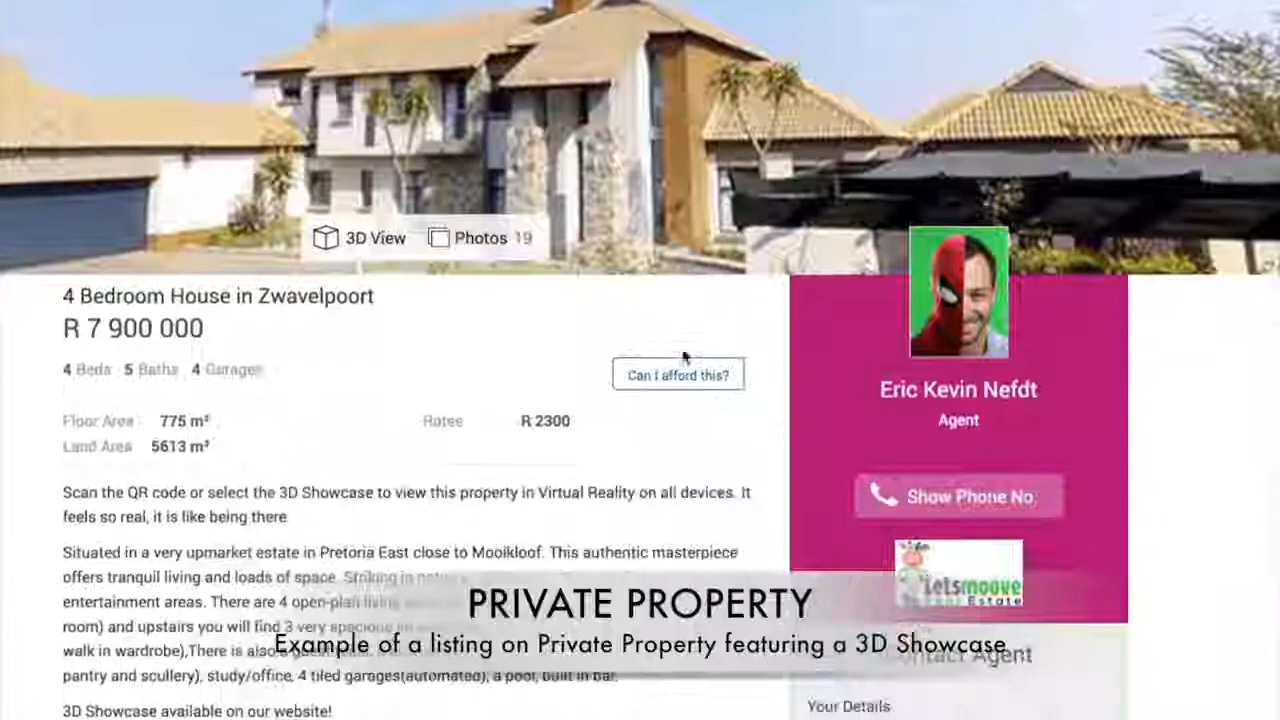 3D View Photos 19
4 Bedroom House in Zwavelpoort
R 7 900 000
4 Beds 5 Baths 4 Garages
Can I afford this?
Floor Area 775 m²
Rates R 2300
Land Area 5613 m²
Scan the QR code or select the 3D Showcase to view this property in Virtual Reality on all devices. It
feels so real, it is like being there
Situated in a very upmarket estate in Pretoria East close to Mooikloof. This authentic masterpiece
offers tranquil living and loads of space. Striking in
entertainment areas. There are 4 open-plan living
room) and upstairs you will find 3 very spacious
walk in wardrobe),There is also
pantry and scullery), study/office, 4 tiled garages(automated), a pool, built in bar.
3D Showcase available on our website!
Eric Kevin Nefdt
Agent
Show Phone No
Letsmoove
Real Estate
Contact Agent
Your Details
PRIVATE PROPERTY
Example of a listing on Private Property featuring a 3D Showcase